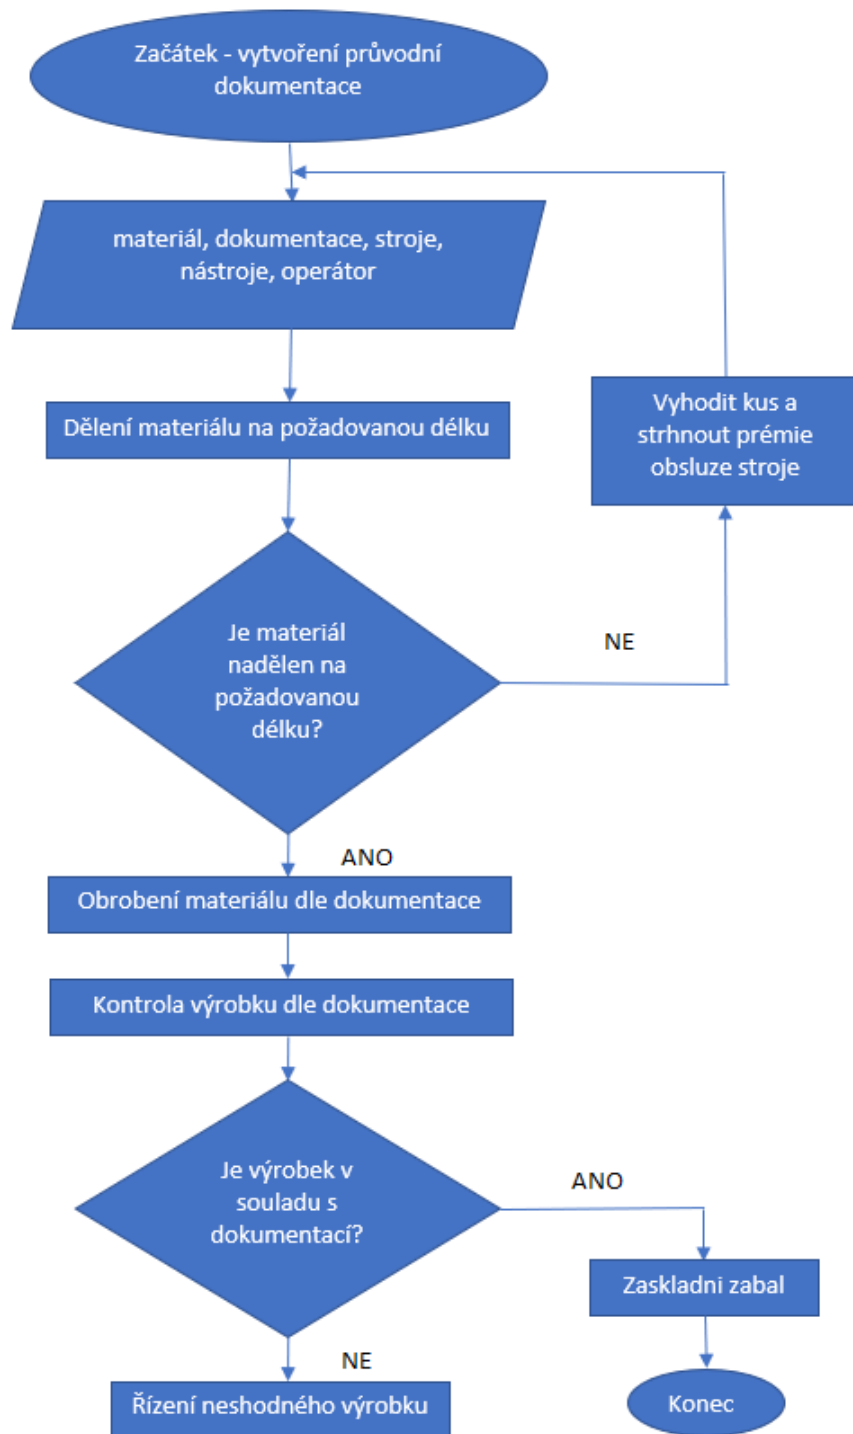 Začátek - vytvoření průvodní
dokumentace
materiál, dokumentace, stroje,
nástroje, operátor
Dělení materiálu na požadovanou délku
Vyhodit kus a
strhnout prémie
obsluze stroje
Je materiál
nadělen na
požadovanou
délku?
NE
ANO
Obrobení materiálu dle dokumentace
Kontrola výrobku dle dokumentace
Je výrobek v
souladu s
dokumentací?
ANO
Zaskladni zabal
NE
Řízení neshodného výrobku
Konec